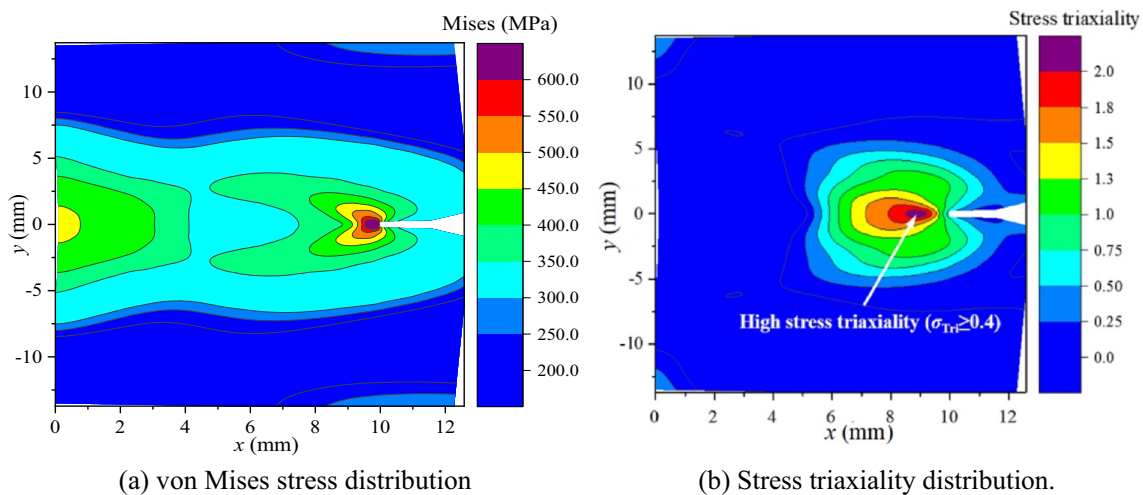 Mises (MPa)
600.0
550.0
500.0
450.0
400.0
350.0
300.0
250.0
200.0
10
5
0
-5
-10
y (mm)
0 2 4 6 8 10 12
x (mm)
(a) von Mises stress distribution
Stress triaxiality
2.0
1.8
1.5
1.3
1.0
0.75
0.50
0.25
0.0
10
5
0
-5
-10
y (mm)
High stress triaxiality (σTri≥0.4)
0 2 4 6 8 10 12
x (mm)
(b) Stress triaxiality distribution.